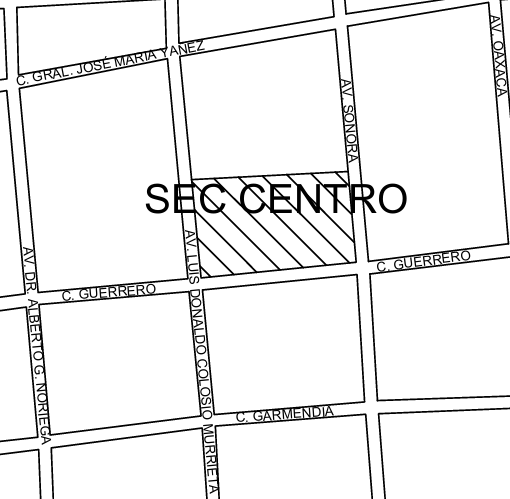 C. GRAL. JOSÉ MARÍA YAÑEZ
AV. OAXACA
AV. SONORA
SEC CENTRO
AV. DR. ALBERTO G. NORIEGA
AV. LUIS DONALDO COLOSIO MURRIETA
C. GUERRERO
C. GUERRERO
C. GARMENDIA